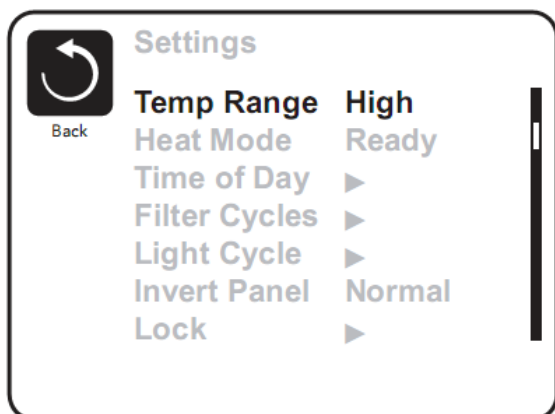 Settings
Back
Temp Range High
Heat Mode Ready
Time of Day ▶
Filter Cycles ▶
Light Cycle ▶
Invert Panel Normal
Lock ▶